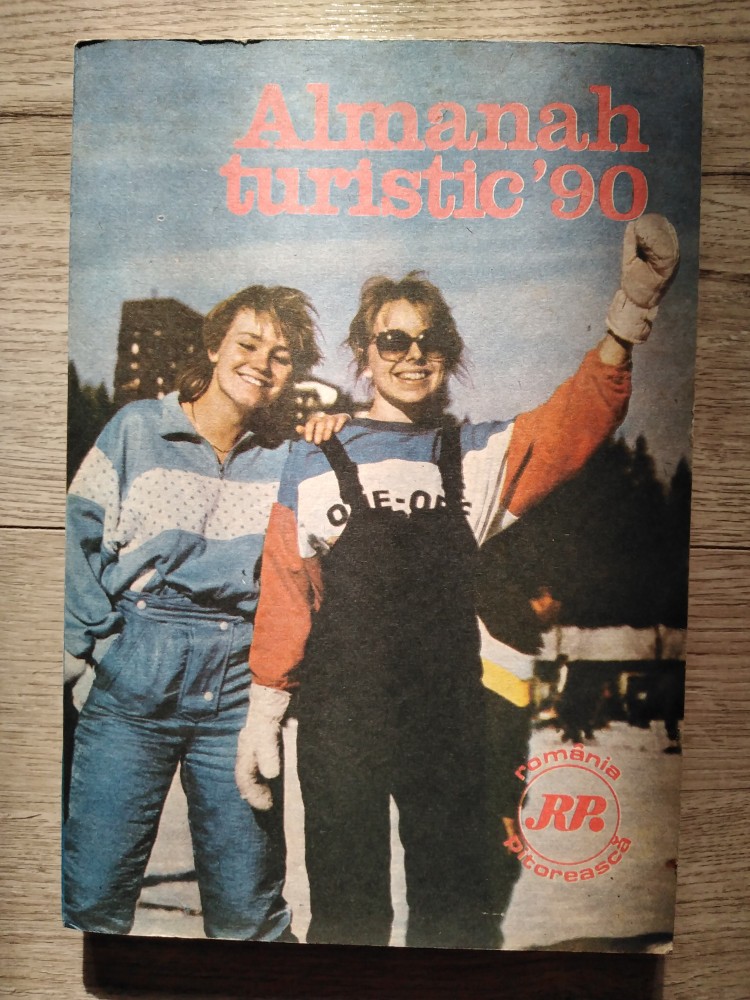 Almanah
turistic '90
ONE-ONE
românia
RP.
pitorească